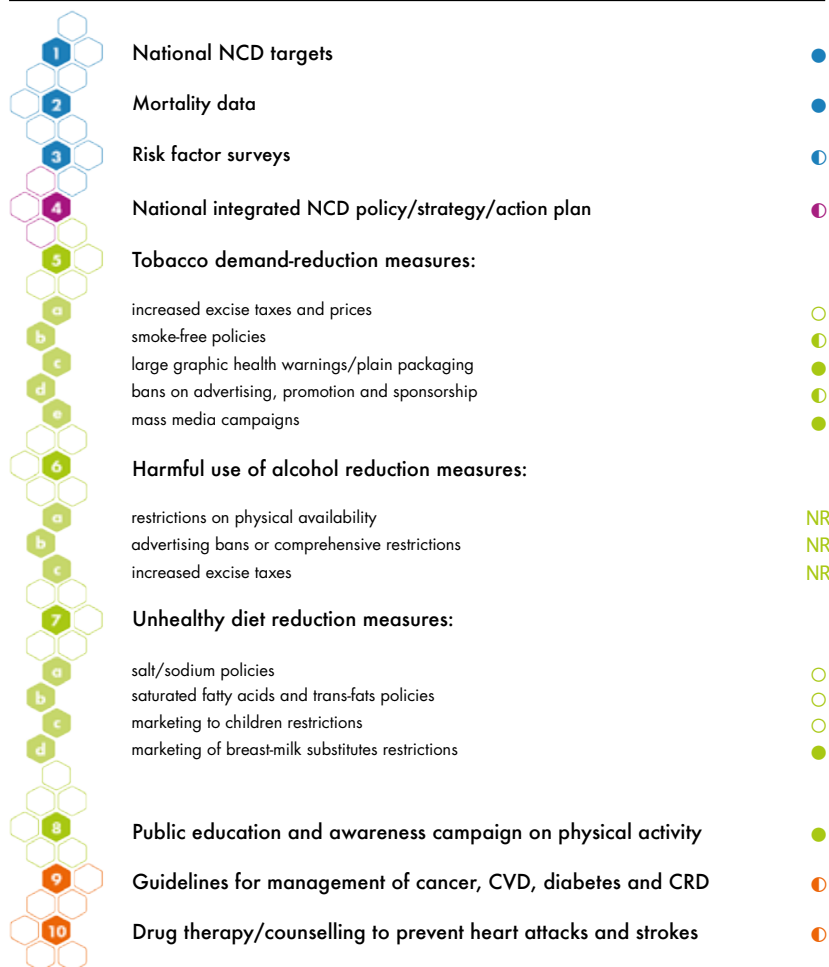 1 National NCD targets ●
2 Mortality data ●
3 Risk factor surveys ◐
4 National integrated NCD policy/strategy/action plan ◐
5 Tobacco demand-reduction measures:
a increased excise taxes and prices ○
b smoke-free policies ◐
c large graphic health warnings/plain packaging ●
d bans on advertising, promotion and sponsorship ◐
e mass media campaigns ●
6 Harmful use of alcohol reduction measures:
a restrictions on physical availability NR
b advertising bans or comprehensive restrictions NR
c increased excise taxes NR
7 Unhealthy diet reduction measures:
a salt/sodium policies ○
b saturated fatty acids and trans-fats policies ○
c marketing to children restrictions ○
d marketing of breast-milk substitutes restrictions ●
8 Public education and awareness campaign on physical activity ●
9 Guidelines for management of cancer, CVD, diabetes and CRD ◐
10 Drug therapy/counselling to prevent heart attacks and strokes ◐